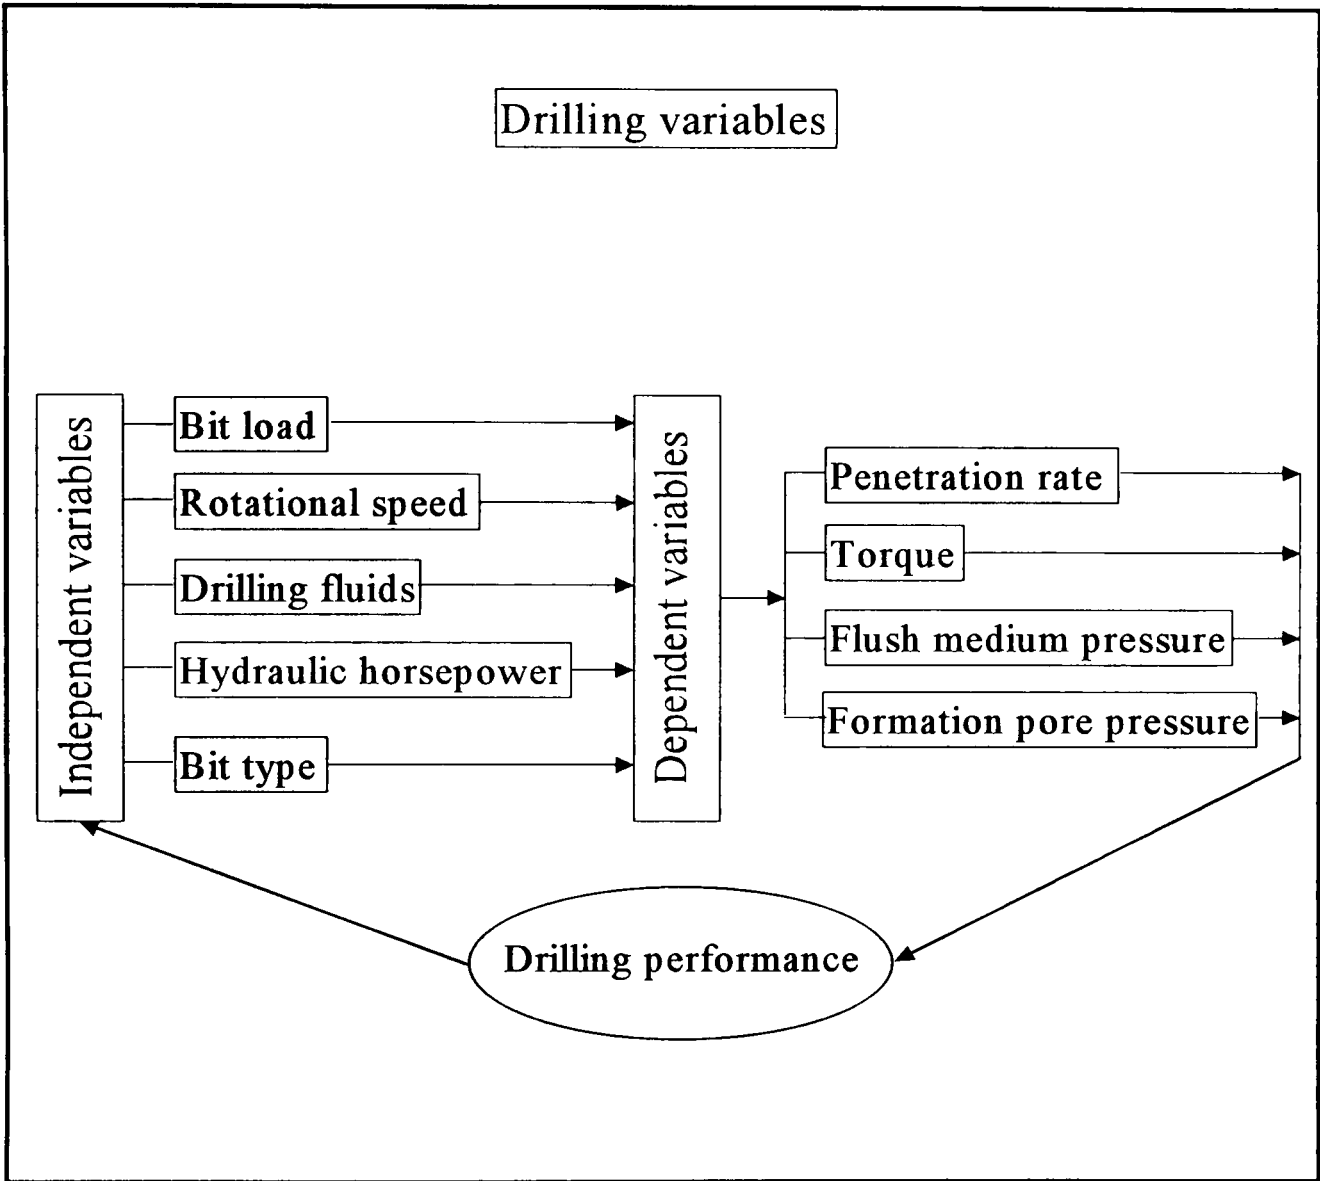 Drilling variables
Independent variables
Bit load
Rotational speed
Drilling fluids
Hydraulic horsepower
Bit type
Dependent variables
Penetration rate
Torque
Flush medium pressure
Formation pore pressure
Drilling performance